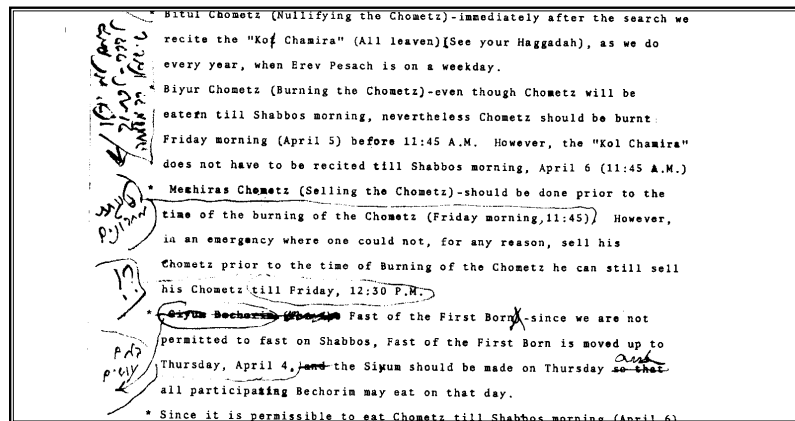 * Bitul Chometz (Nullifying the Chometz)-immediately after the search we
recite the "Kol Chamira" (All leaven)(See your Haggadah), as we do
every year, when Erev Pesach is on a weekday.
* Biyur Chometz (Burning the Chometz)-even though Chometz will be
eatern till Shabbos morning, nevertheless Chometz should be burnt
Friday morning (April 5) before 11:45 A.M. However, the "Kol Chamira"
does not have to be recited till Shabbos morning, April 6 (11:45 A.M.)
* Mechiras Chometz (Selling the Chometz)-should be done prior to the
time of the burning of the Chometz (Friday morning,11:45). However,
in an emergency where one could not, for any reason, sell his
Chometz prior to the time of Burning of the Chometz he can still sell
his Chometz till Friday, 12:30 P.M.
* Siyum Bechorim Fast of the First Born-since we are not
permitted to fast on Shabbos, Fast of the First Born is moved up to
Thursday, April 4. and the Siyum should be made on Thursday so that and
all participating Bechorim may eat on that day.
* Since it is permissible to eat Chometz till Shabbos morning (April 6)